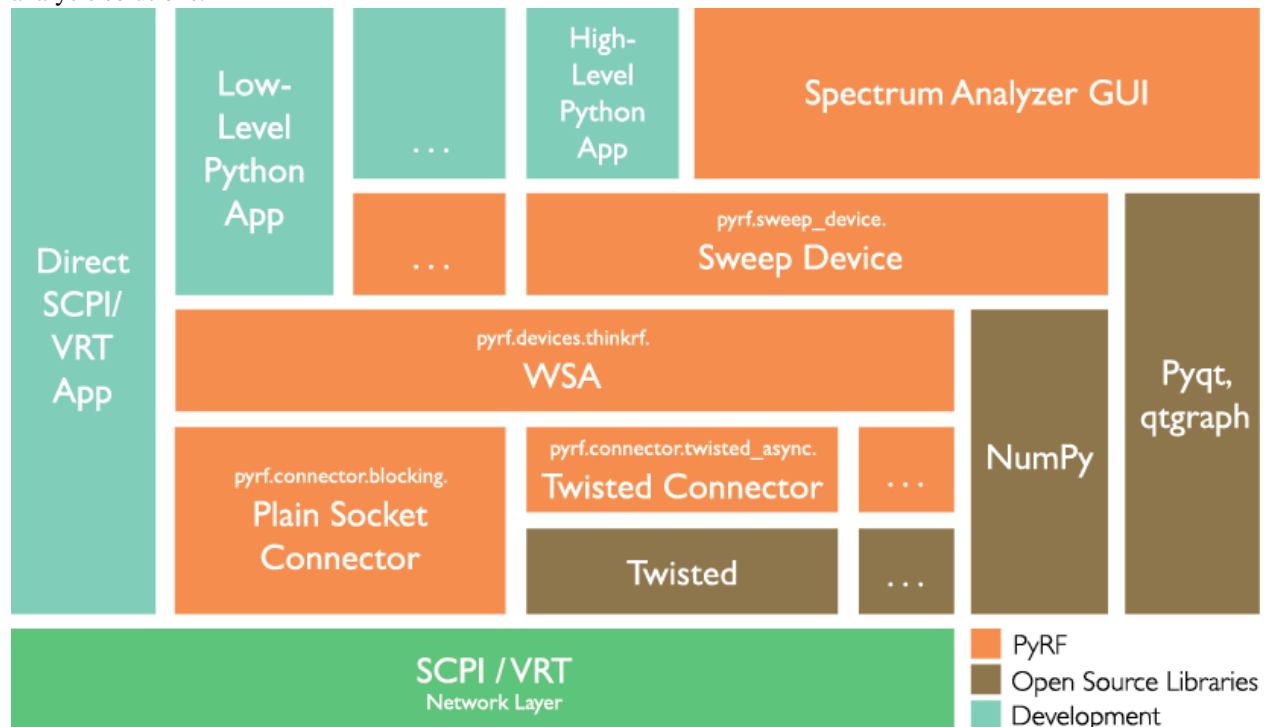 Direct
SCPI/
VRT
App
Low-
Level
Python
App
...
High-
Level
Python
App
Spectrum Analyzer GUI
...
pyrf.sweep_device.
Sweep Device
pyrf.devices.thinkrf.
WSA
Pyqt,
qtgraph
NumPy
pyrf.connector.blocking.
Plain Socket
Connector
pyrf.connector.twisted_async.
Twisted Connector
...
Twisted
...
SCPI / VRT
Network Layer
PyRF
Open Source Libraries
Development